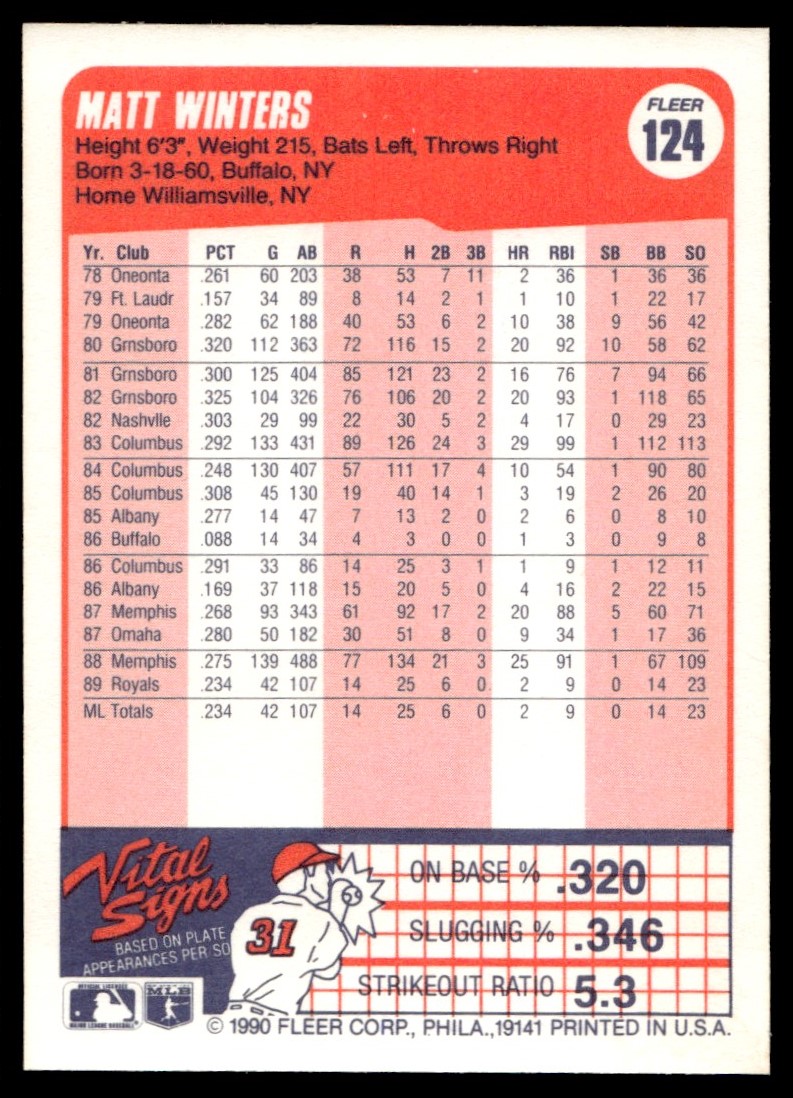 MATT WINTERS
FLEER
124
Height 6'3", Weight 215, Bats Left, Throws Right
Born 3-18-60, Buffalo, NY
Home Williamsville, NY
Yr. Club PCT G AB R H 2B 3B HR RBI SB BB SO
78 Oneonta .261 60 203 38 53 7 11 2 36 1 36 36
79 Ft. Laudr .157 34 89 8 14 2 1 1 10 1 22 17
79 Oneonta .282 62 188 40 53 6 2 10 38 9 56 42
80 Grnsboro .320 112 363 72 116 15 2 20 92 10 58 62
81 Grnsboro .300 125 404 85 121 23 2 16 76 7 94 66
82 Grnsboro .325 104 326 76 106 20 2 20 93 1 118 65
82 Nashvlle .303 29 99 22 30 5 2 4 17 0 29 23
83 Columbus .292 133 431 89 126 24 3 29 99 1 112 113
84 Columbus .248 130 407 57 111 17 4 10 54 1 90 80
85 Columbus .308 45 130 19 40 14 1 3 19 2 26 20
85 Albany .277 14 47 7 13 2 0 2 6 0 8 10
86 Buffalo .088 14 34 4 3 0 0 1 3 0 9 8
86 Columbus .291 33 86 14 25 3 1 1 9 1 12 11
86 Albany .169 37 118 15 20 5 0 4 16 2 22 15
87 Memphis .268 93 343 61 92 17 2 20 88 5 60 71
87 Omaha .280 50 182 30 51 8 0 9 34 1 17 36
88 Memphis .275 139 488 77 134 21 3 25 91 1 67 109
89 Royals .234 42 107 14 25 6 0 2 9 0 14 23
ML Totals .234 42 107 14 25 6 0 2 9 0 14 23
Vital
Signs
BASED ON PLATE
APPEARANCES PER SO
31
ON BASE % .320
SLUGGING % .346
STRIKEOUT RATIO 5.3
OFFICIAL LICENSEE
MAJOR LEAGUE BASEBALL
MLB
© 1990 FLEER CORP., PHILA., 19141 PRINTED IN U.S.A.